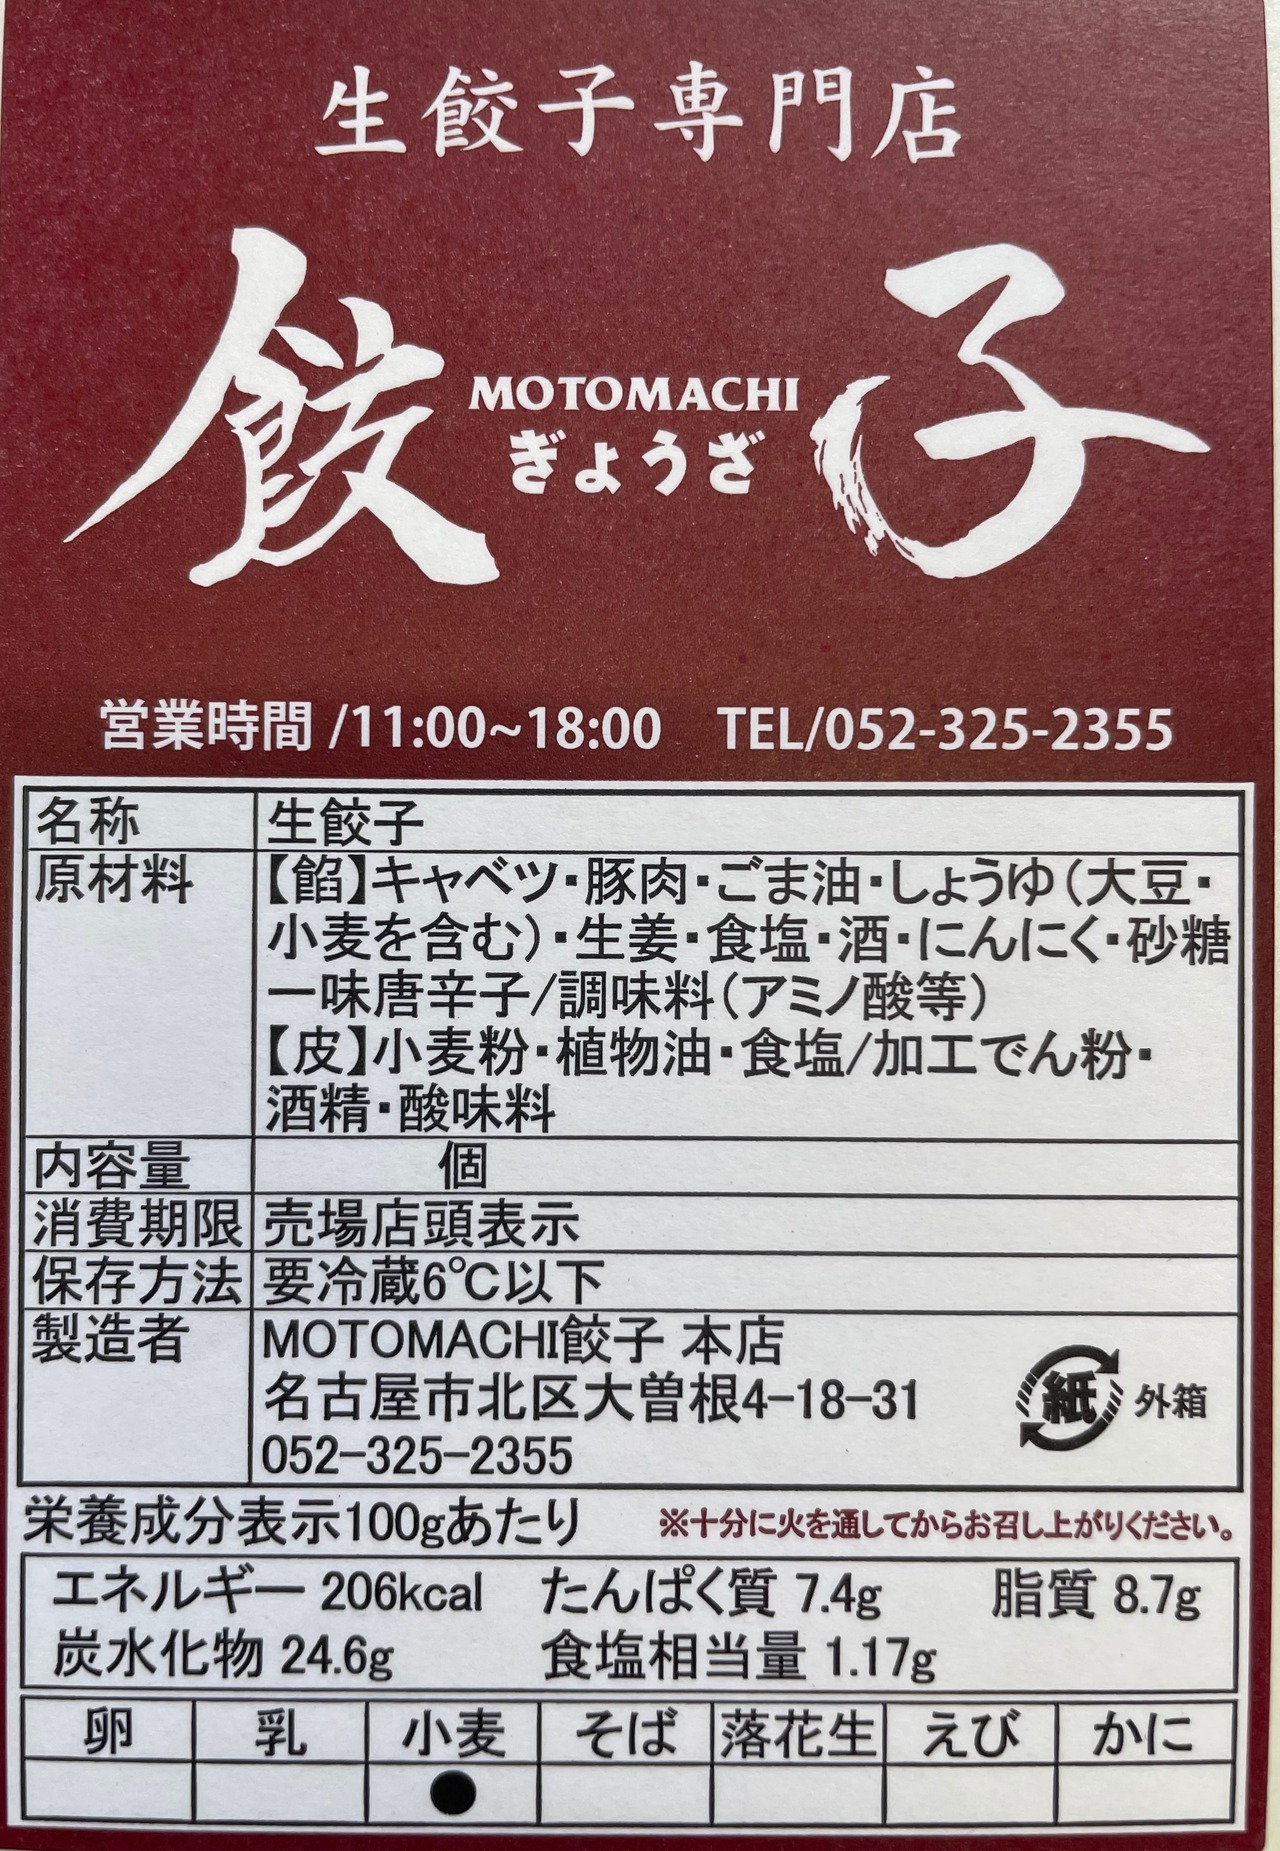 生餃子専門店
餃子
MOTOMACHI
ぎょうざ
営業時間 /11:00~18:00 TEL/052-325-2355
名称 生餃子
原材料 【餡】キャベツ・豚肉・ごま油・しょうゆ(大豆・
小麦を含む)・生姜・食塩・酒・にんにく・砂糖
一味唐辛子/調味料(アミノ酸等)
【皮】小麦粉・植物油・食塩/加工でん粉・
酒精・酸味料
内容量 個
消費期限 売場店頭表示
保存方法 要冷蔵6℃以下
製造者 MOTOMACHI餃子 本店
名古屋市北区大曽根4-18-31
052-325-2355
紙 外箱
栄養成分表示100gあたり ※十分に火を通してからお召し上がりください。
エネルギー 206kcal たんぱく質 7.4g 脂質 8.7g
炭水化物 24.6g 食塩相当量 1.17g
卵 乳 小麦 そば 落花生 えび かに
●